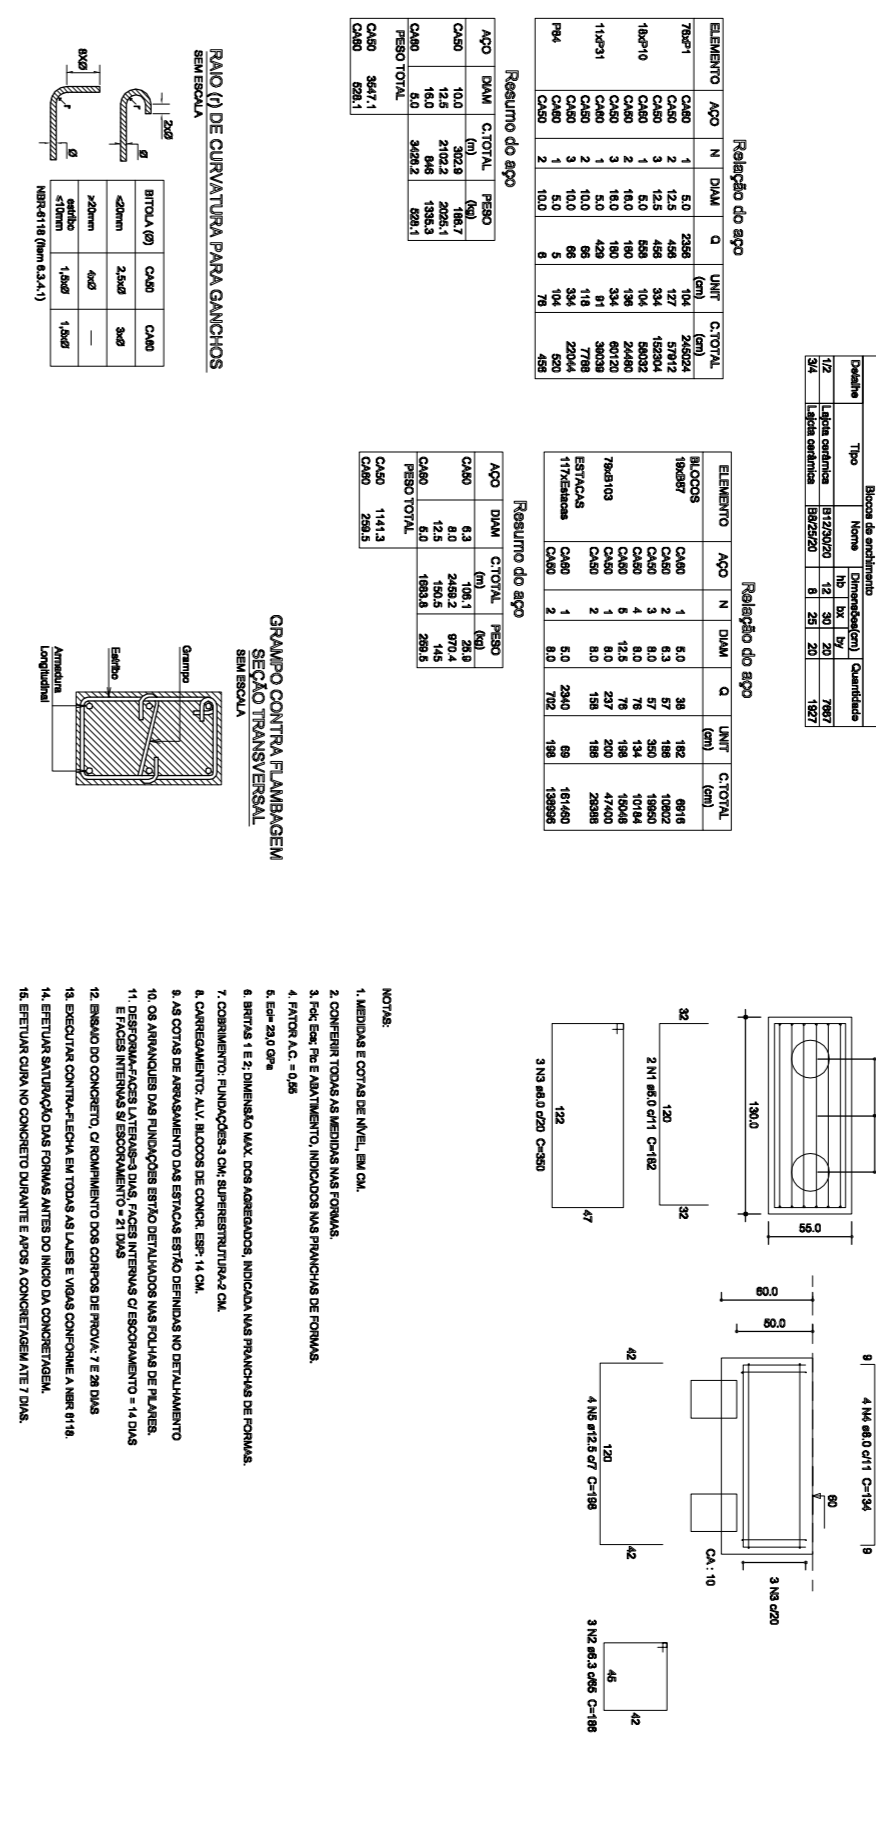 Blocos de enchimento
Detalhe Tipo Nome Dimensões(cm) Quantidade
hb bx by
1/2 Lajota cerâmica B12/30/20 12 30 20 7667
3/4 Lajota cerâmica B8/25/20 8 25 20 1927
Relação do aço
ELEMENTO AÇO N DIAM Q UNIT (cm) C.TOTAL (cm)
76xP1 CA60 1 5.0 2356 104 245024
CA50 2 12.5 456 127 57912
CA50 3 12.5 456 334 152304
18xP10 CA60 1 5.0 558 104 58032
CA50 2 16.0 180 136 24480
CA50 3 16.0 180 334 60120
11xP31 CA60 1 5.0 429 91 39039
CA50 2 10.0 66 118 7788
CA50 3 10.0 66 334 22044
P84 CA60 1 5.0 5 104 520
CA50 2 10.0 6 76 456
Resumo do aço
AÇO DIAM C.TOTAL (m) PESO (kg)
CA50 10.0 302.9 186.7
12.5 2102.2 2025.1
16.0 846 1335.3
CA60 5.0 3426.2 528.1
PESO TOTAL
CA50 3547.1
CA60 528.1
RAIO (r) DE CURVATURA PARA GANCHOS
SEM ESCALA
2xØ
r
Ø
8XØ
r
Ø
BITOLA (Ø) CA50 CA60
<20mm 2,5xØ 3xØ
>20mm 4xØ —
estribo ≤10mm 1,5xØ 1,5xØ
NBR-6118 (item 6.3.4.1)
Relação do aço
ELEMENTO AÇO N DIAM Q UNIT (cm) C.TOTAL (cm)
BLOCOS
19xB67 CA60 1 5.0 38 182 6916
CA50 2 6.3 57 186 10602
CA50 3 8.0 57 350 19950
CA50 4 8.0 76 134 10184
CA50 5 12.5 76 198 15048
79xB103 CA50 1 8.0 237 200 47400
CA50 2 8.0 158 186 29388
ESTACAS
117xEstacas CA60 1 5.0 2340 69 161460
CA50 2 8.0 702 198 138996
Resumo do aço
AÇO DIAM C.TOTAL (m) PESO (kg)
CA50 6.3 106.1 25.9
8.0 2459.2 970.4
12.5 150.5 145
CA60 5.0 1683.8 259.5
PESO TOTAL
CA50 1141.3
CA60 259.5
GRAMPO CONTRA FLAMBAGEM
SEÇÃO TRANSVERSAL
SEM ESCALA
Grampo
Estribo
Armadura
Longitudinal
130.0
55.0
32 120 32
2 N1 ø5.0 c/11 C=182
122
47
3 N3 ø8.0 c/20 C=350
9 4 N4 ø8.0 c/11 C=134 9
60
60.0
50.0
3 N3 c/20
CA : 10
42 120 42
4 N5 ø12.5 c/7 C=198
45
42
3 N2 ø6.3 c/65 C=186
NOTAS:
1. MEDIDAS E COTAS DE NÍVEL, EM CM.
2. CONFERIR TODAS AS MEDIDAS NAS FORMAS.
3. Fck; Ecs; Ftc E ABATIMENTO, INDICADOS NAS PRANCHAS DE FORMAS.
4. FATOR A.C. = 0,55
5. Eci= 23,0 GPa
6. BRITAS 1 E 2; DIMENSÃO MAX. DOS AGREGADOS, INDICADA NAS PRANCHAS DE FORMAS.
7. COBRIMENTO: FUNDAÇÕES-3 CM; SUPERESTRUTURA-2 CM.
8. CARREGAMENTO: ALV. BLOCOS DE CONCR. ESP: 14 CM.
9. AS COTAS DE ARRASAMENTO DAS ESTACAS ESTÃO DEFINIDAS NO DETALHAMENTO
10. OS ARRANQUES DAS FUNDAÇÕES ESTÃO DETALHADOS NAS FOLHAS DE PILARES.
11. DESFORMA-FACES LATERAIS=3 DIAS, FACES INTERNAS C/ ESCORAMENTO = 14 DIAS
E FACES INTERNAS S/ ESCORAMENTO = 21 DIAS
12. ENSAIO DO CONCRETO, C/ ROMPIMENTO DOS CORPOS DE PROVA: 7 E 28 DIAS
13. EXECUTAR CONTRA-FLECHA EM TODAS AS LAJES E VIGAS CONFORME A NBR 6118.
14. EFETUAR SATURAÇÃO DAS FORMAS ANTES DO INICIO DA CONCRETAGEM.
15. EFETUAR CURA NO CONCRETO DURANTE E APOS A CONCRETAGEM ATE 7 DIAS.